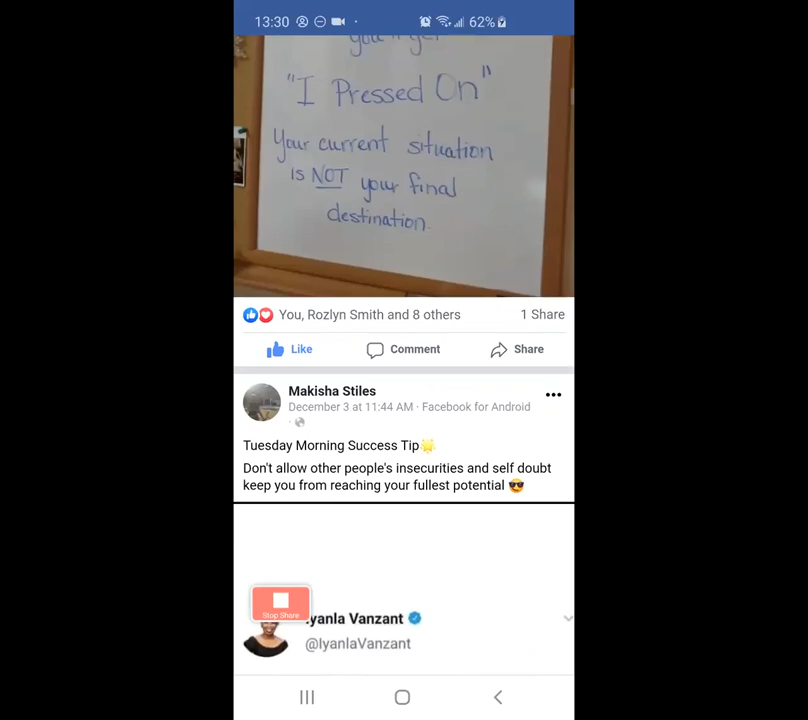 13:30 62%
"I Pressed On"
Your current situation
is NOT your final
destination.
You, Rozlyn Smith and 8 others 1 Share
Like Comment Share
Makisha Stiles
December 3 at 11:44 AM · Facebook for Android
·
Tuesday Morning Success Tip🌟
Don't allow other people's insecurities and self doubt
keep you from reaching your fullest potential 😎
Stop Share
Iyanla Vanzant
@IyanlaVanzant